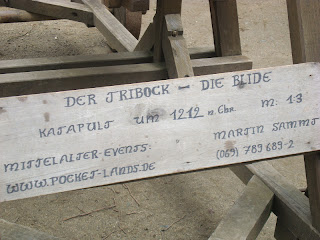 DER TRIBOCK - DIE BLIDE
KATAPULT UM 1212 n. Chr. M: 1:3
MITTELALTER-EVENTS: MARTIN SAMMT
WWW.POCKET-LANDS.DE (069) 789 689-2